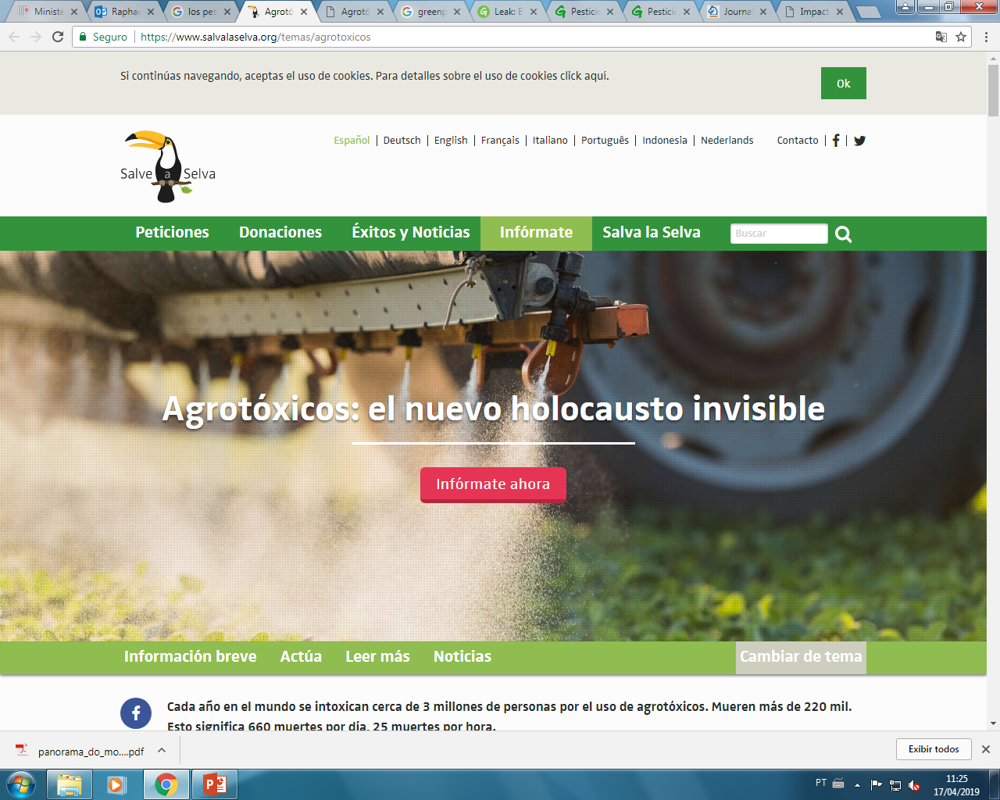 Ministe
Raphae
los pes
Agrotó
Agrotó
greenp
Leak: E
Pesticid
Pesticid
Journa
Impact
Seguro
https://www.salvalaselva.org/temas/agrotoxicos
Si continúas navegando, aceptas el uso de cookies. Para detalles sobre el uso de cookies click aquí.
Ok
Salve a Selva
Español | Deutsch | English | Français | Italiano | Português | Indonesia | Nederlands
Contacto
Peticiones
Donaciones
Éxitos y Noticias
Infórmate
Salva la Selva
Buscar
Agrotóxicos: el nuevo holocausto invisible
Infórmate ahora
Información breve
Actúa
Leer más
Noticias
Cambiar de tema
Cada año en el mundo se intoxican cerca de 3 millones de personas por el uso de agrotóxicos. Mueren más de 220 mil.
Esto significa 660 muertes por día, 25 muertes por hora.
panorama_do_mo....pdf
Exibir todos
PT
11:25
17/04/2019